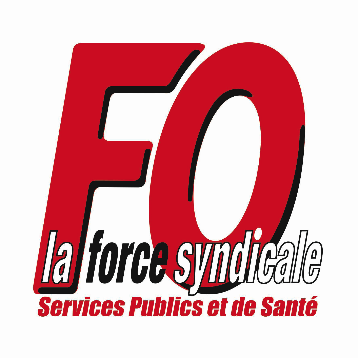 FO
la force syndicale
Services Publics et de Santé